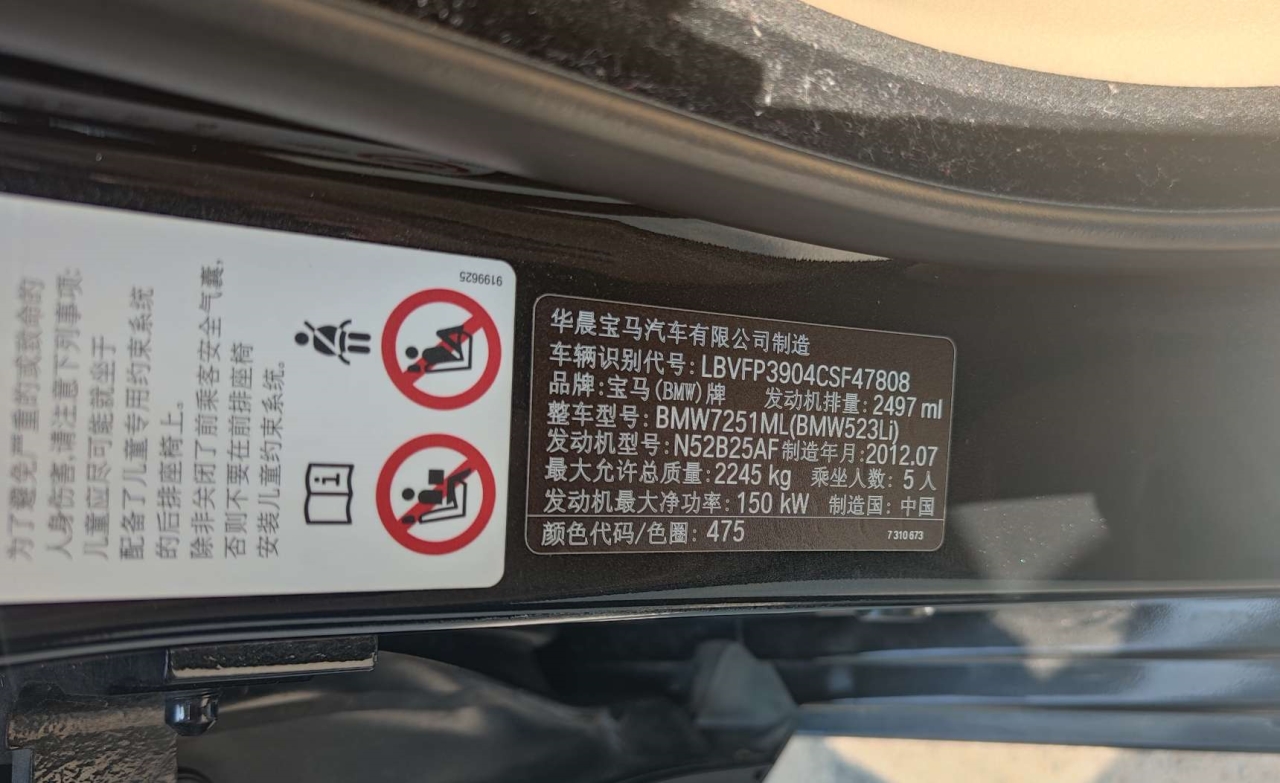 为了避免严重的或致命的
人身伤害,请注意下列事项:
儿童应尽可能就坐于
配备了儿童专用约束系统
的后排座椅上。
除非关闭了前乘客安全气囊,
否则不要在前排座椅
安装儿童约束系统。
9199625
华晨宝马汽车有限公司制造
车辆识别代号: LBVFP3904CSF47808
品牌: 宝马(BMW)牌 发动机排量: 2497 ml
整车型号: BMW7251ML(BMW523Li)
发动机型号: N52B25AF 制造年月: 2012.07
最大允许总质量: 2245 kg 乘坐人数: 5 人
发动机最大净功率: 150 kW 制造国: 中国
颜色代码/色圈: 475
7 310 673